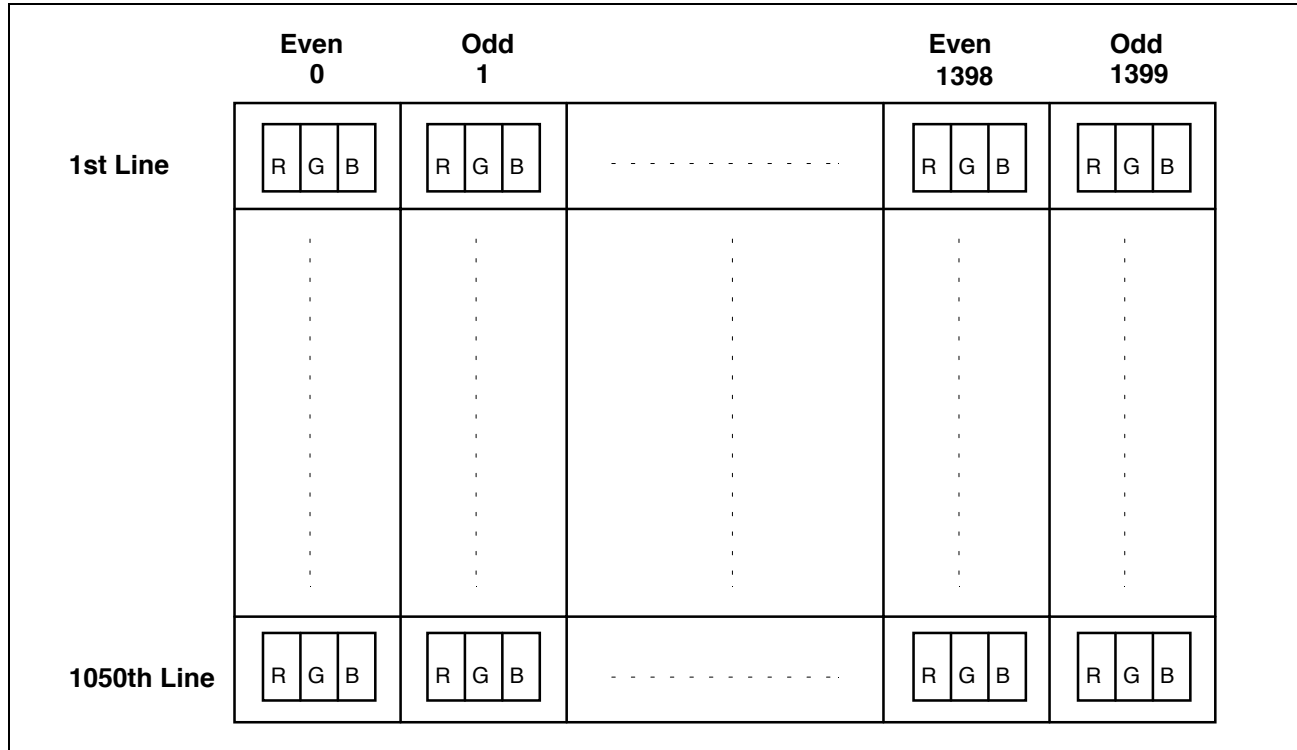 Even Odd Even Odd
0 1 1398 1399
1st Line R G B R G B R G B R G B
1050th Line R G B R G B R G B R G B